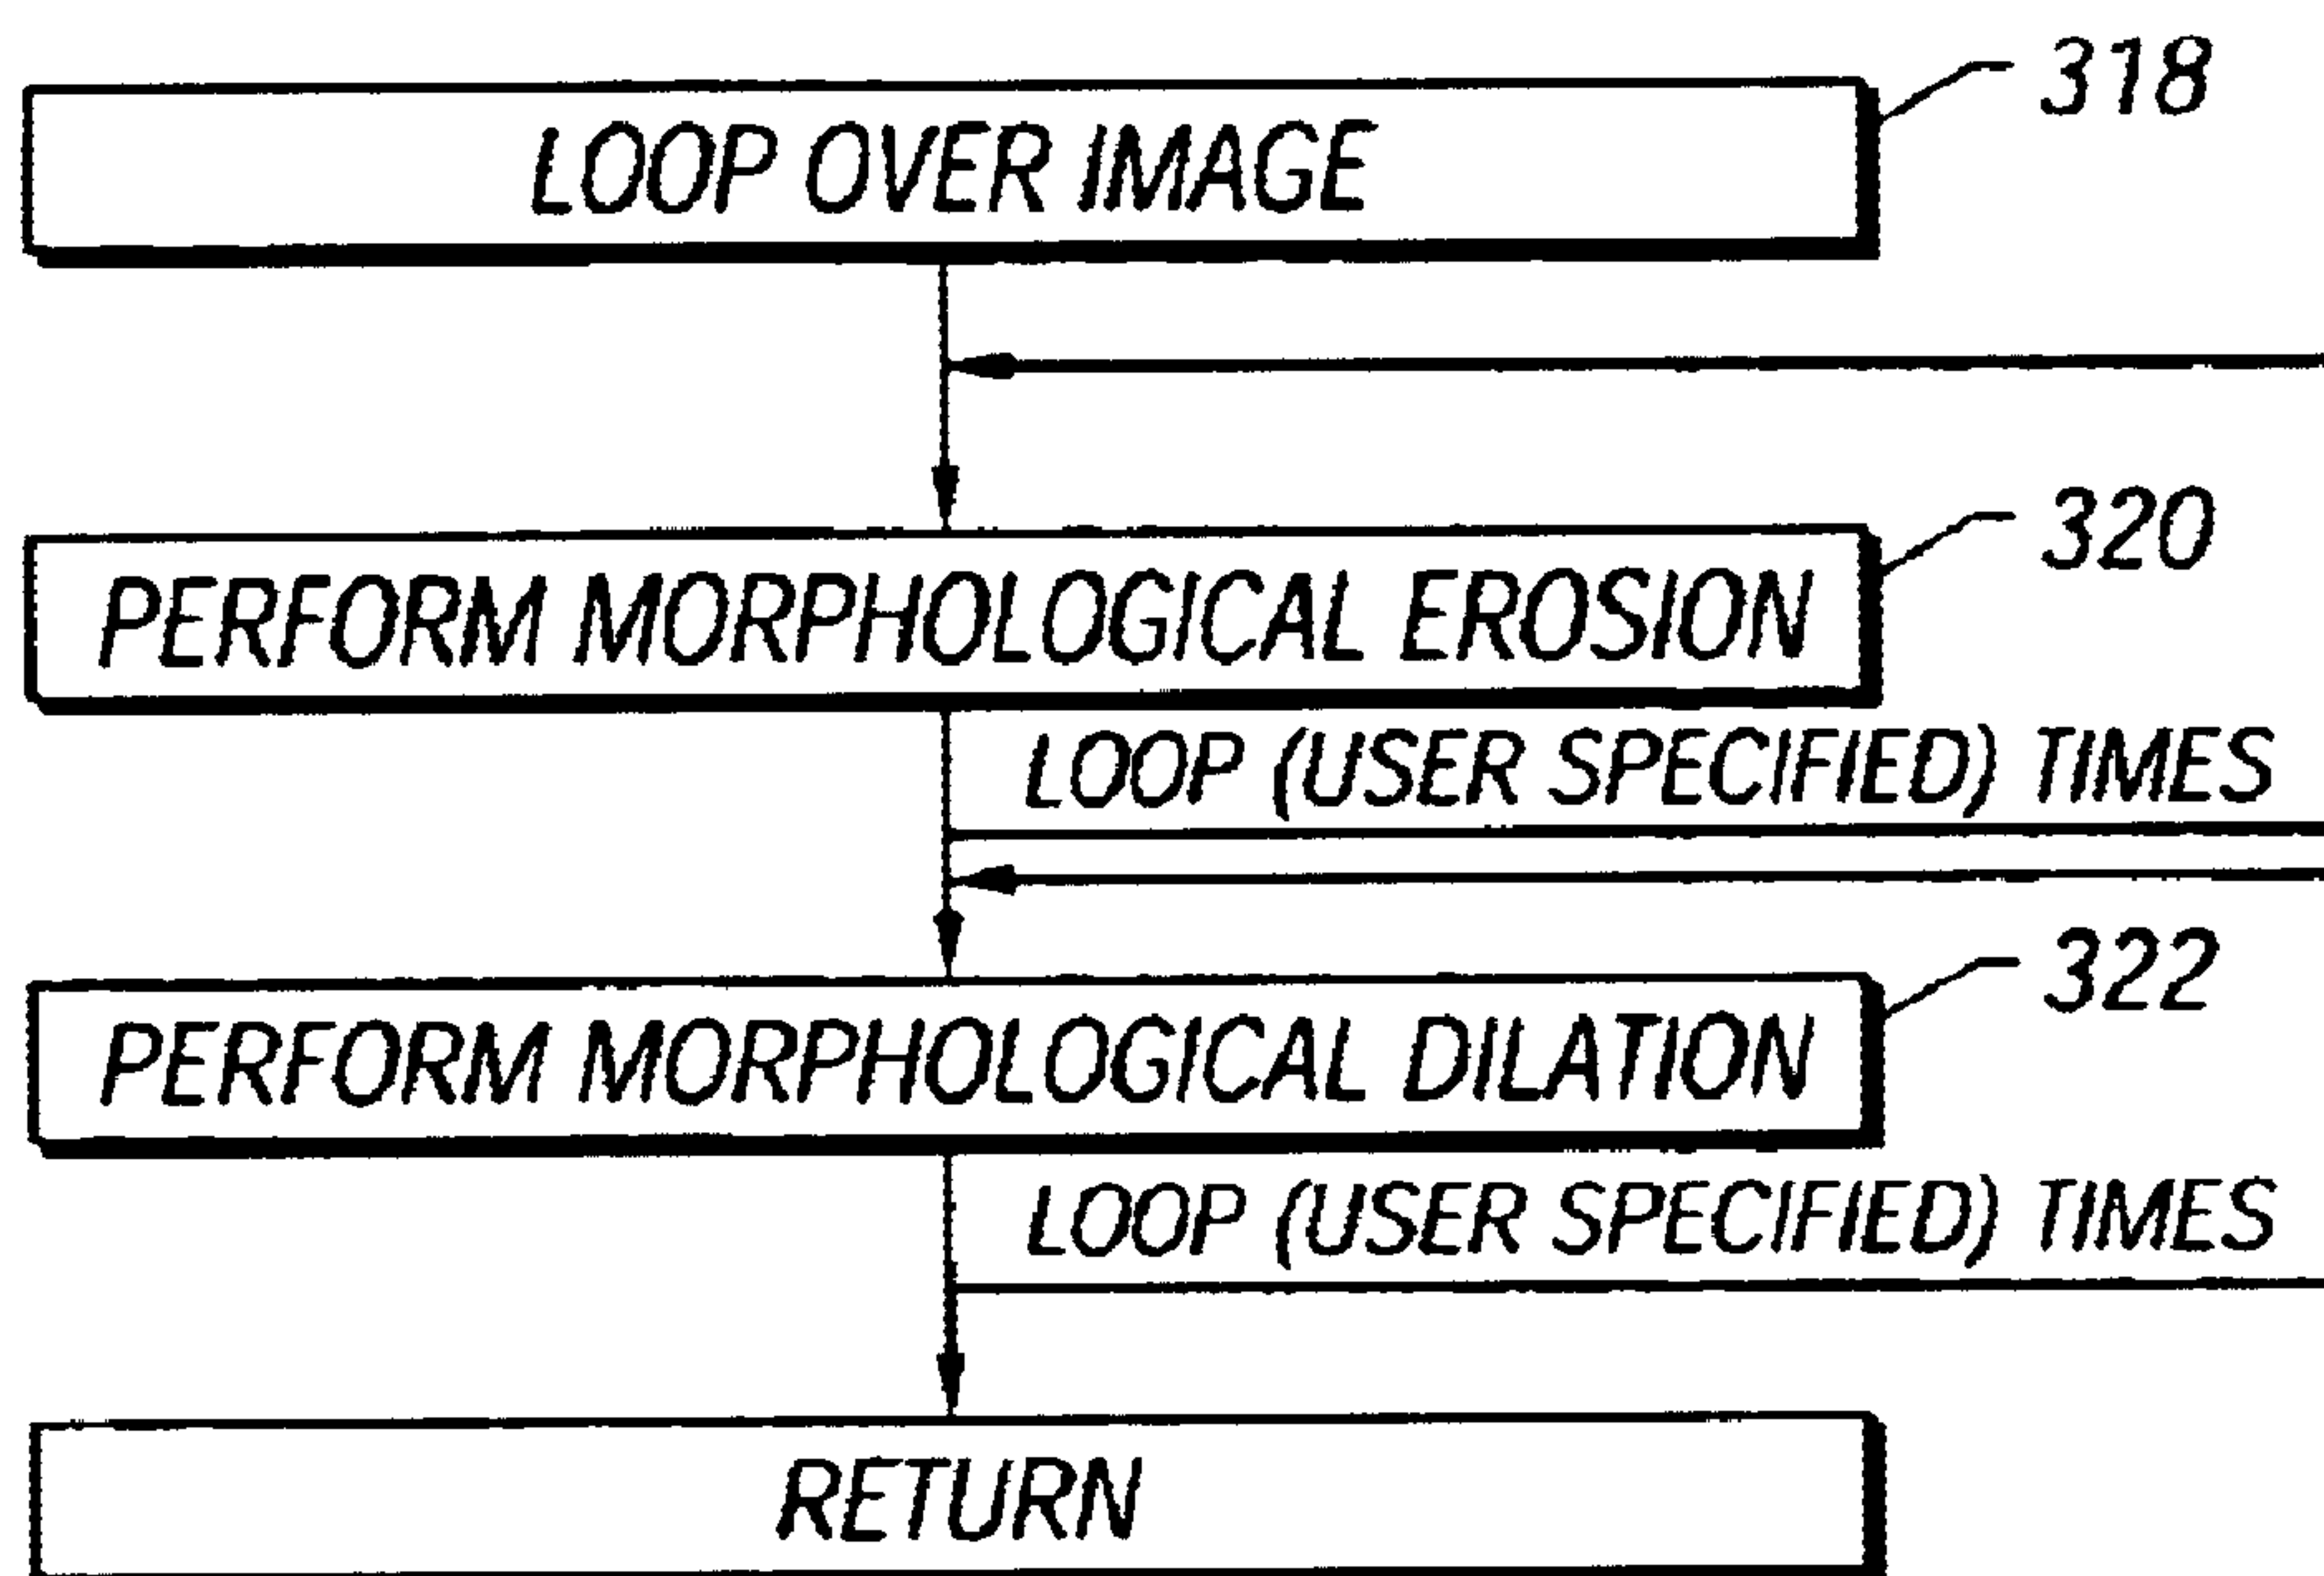 LOOP OVER IMAGE
318
PERFORM MORPHOLOGICAL EROSION
320
LOOP (USER SPECIFIED) TIMES
PERFORM MORPHOLOGICAL DILATION
322
LOOP (USER SPECIFIED) TIMES
RETURN